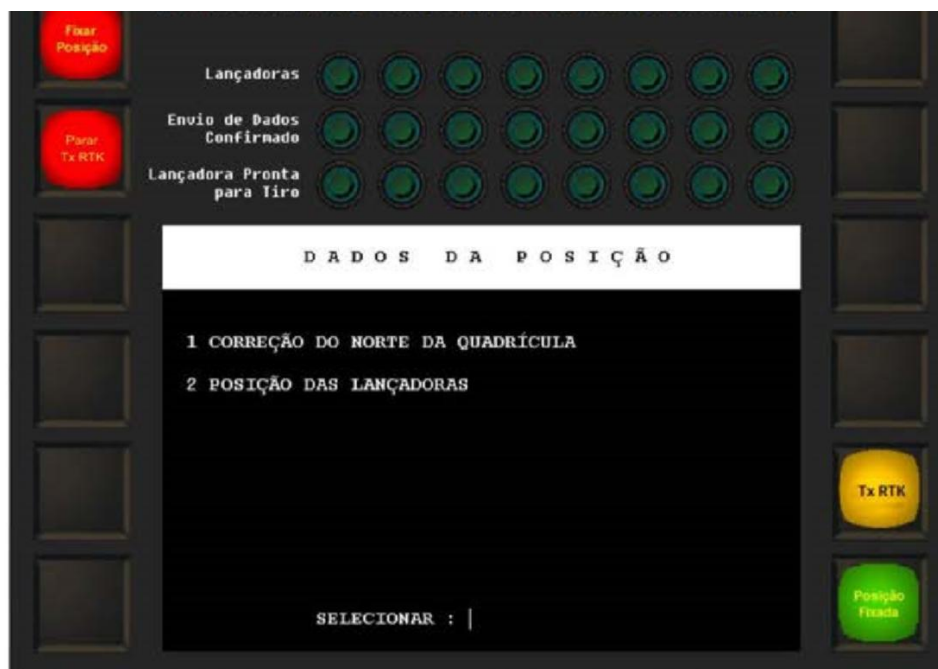 Fixar
Posição
Lançadoras
Envio de Dados
Confirmado
Parar
Tx RTK
Lançadora Pronta
para Tiro
DADOS DA POSIÇÃO
1 CORREÇÃO DO NORTE DA QUADRÍCULA
2 POSIÇÃO DAS LANÇADORAS
Tx RTK
Posição
Fixada
SELECIONAR :